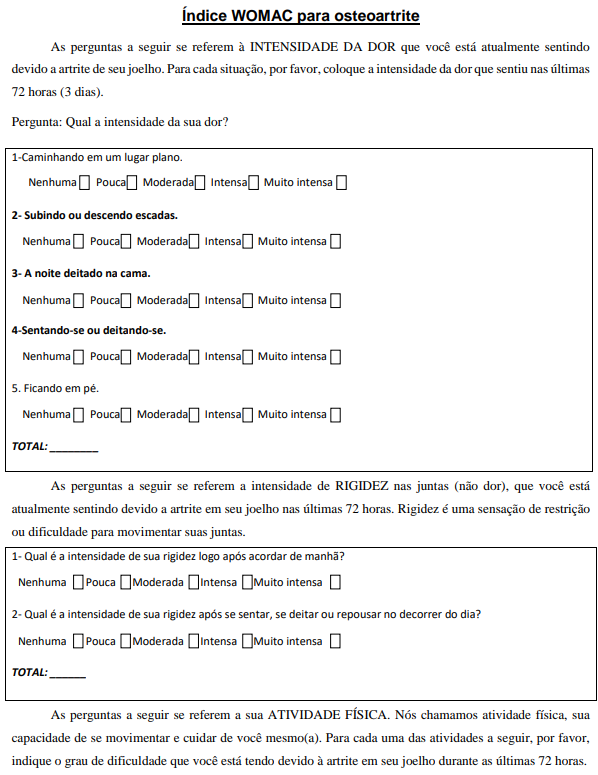 Índice WOMAC para osteoartrite
As perguntas a seguir se referem à INTENSIDADE DA DOR que você está atualmente sentindo
devido a artrite de seu joelho. Para cada situação, por favor, coloque a intensidade da dor que sentiu nas últimas
72 horas (3 dias).
Pergunta: Qual a intensidade da sua dor?
1-Caminhando em um lugar plano.
Nenhuma Pouca Moderada Intensa Muito intensa
2- Subindo ou descendo escadas.
Nenhuma Pouca Moderada Intensa Muito intensa
3- A noite deitado na cama.
Nenhuma Pouca Moderada Intensa Muito intensa
4-Sentando-se ou deitando-se.
Nenhuma Pouca Moderada Intensa Muito intensa
5. Ficando em pé.
Nenhuma Pouca Moderada Intensa Muito intensa
TOTAL: ________
As perguntas a seguir se referem a intensidade de RIGIDEZ nas juntas (não dor), que você está
atualmente sentindo devido a artrite em seu joelho nas últimas 72 horas. Rigidez é uma sensação de restrição
ou dificuldade para movimentar suas juntas.
1- Qual é a intensidade de sua rigidez logo após acordar de manhã?
Nenhuma Pouca Moderada Intensa Muito intensa
2- Qual é a intensidade de sua rigidez após se sentar, se deitar ou repousar no decorrer do dia?
Nenhuma Pouca Moderada Intensa Muito intensa
TOTAL: ______
As perguntas a seguir se referem a sua ATIVIDADE FÍSICA. Nós chamamos atividade física, sua
capacidade de se movimentar e cuidar de você mesmo(a). Para cada uma das atividades a seguir, por favor,
indique o grau de dificuldade que você está tendo devido à artrite em seu joelho durante as últimas 72 horas.